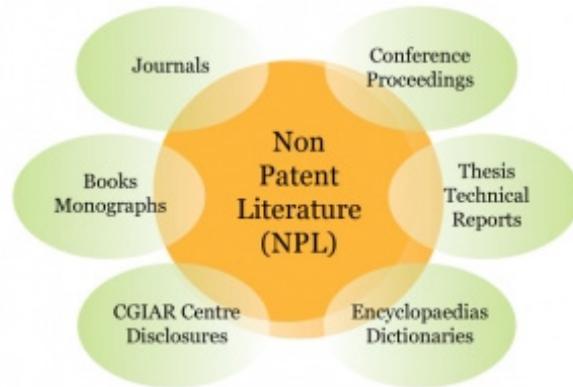 Journals
Conference
Proceedings
Non
Patent
Literature
(NPL)
Books
Monographs
Thesis
Technical
Reports
CGIAR Centre
Disclosures
Encyclopaedias
Dictionaries